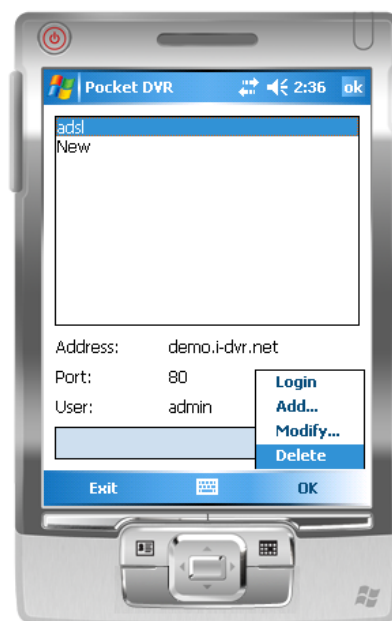 Pocket DVR 2:36 ok
adsl
New
Address: demo.i-dvr.net
Port: 80
User: admin
Login
Add...
Modify...
Delete
Exit OK